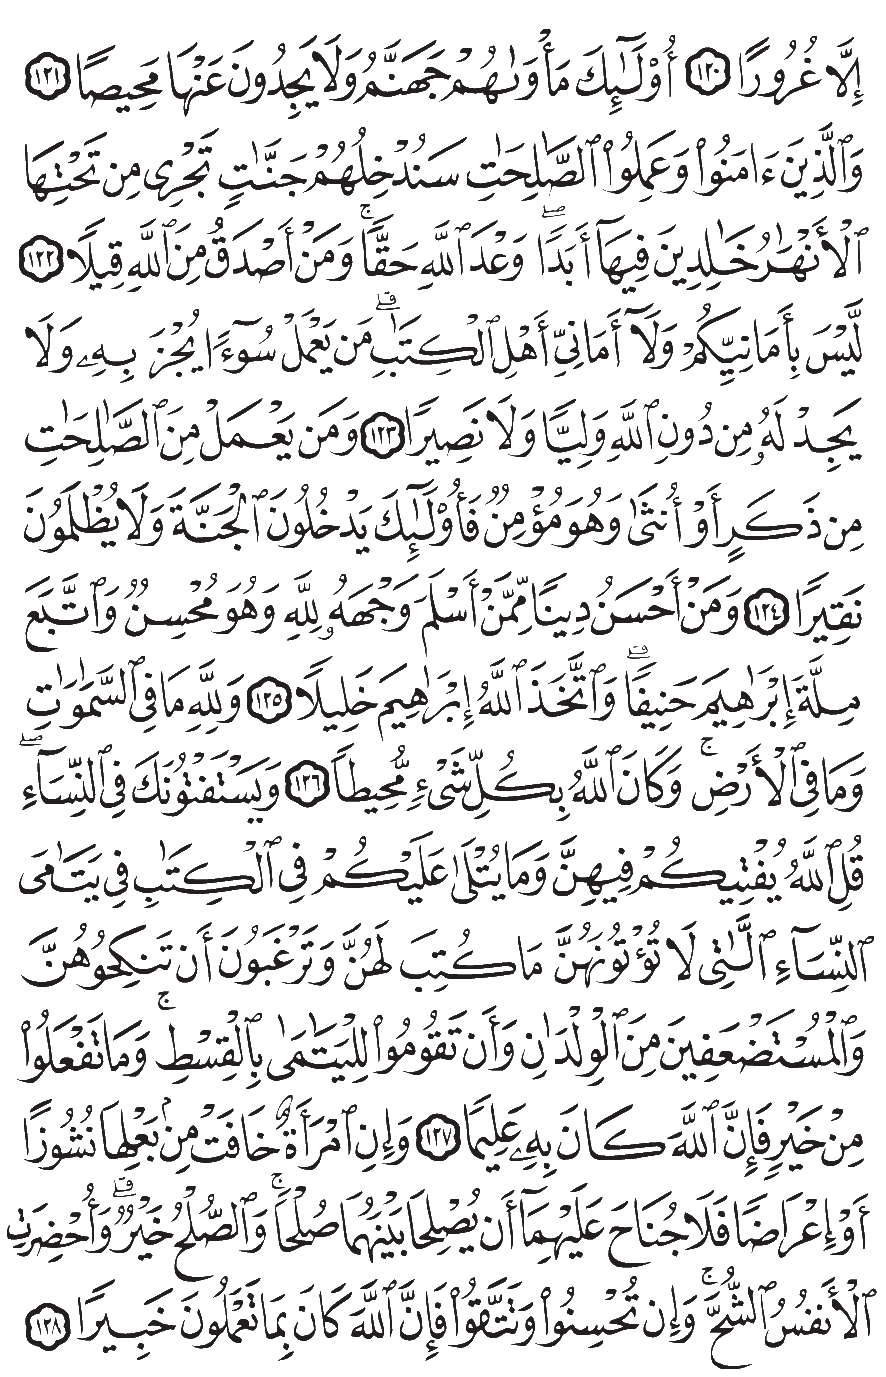 إِلَّا غُرُورًا ١٢٠ أُوْلَٰٓئِكَ مَأْوَىٰهُمْ جَهَنَّمُ وَلَا يَجِدُونَ عَنْهَا مَحِيصًا ١٢١
وَٱلَّذِينَ ءَامَنُوا۟ وَعَمِلُوا۟ ٱلصَّٰلِحَٰتِ سَنُدْخِلُهُمْ جَنَّٰتٍ تَجْرِى مِن تَحْتِهَا
ٱلْأَنْهَٰرُ خَٰلِدِينَ فِيهَآ أَبَدًا ۖ وَعْدَ ٱللَّهِ حَقًّا ۚ وَمَنْ أَصْدَقُ مِنَ ٱللَّهِ قِيلًا ١٢٢
لَّيْسَ بِأَمَانِيِّكُمْ وَلَآ أَمَانِىِّ أَهْلِ ٱلْكِتَٰبِ ۗ مَن يَعْمَلْ سُوٓءًا يُجْزَ بِهِۦ وَلَا
يَجِدْ لَهُۥ مِن دُونِ ٱللَّهِ وَلِيًّا وَلَا نَصِيرًا ١٢٣ وَمَن يَعْمَلْ مِنَ ٱلصَّٰلِحَٰتِ
مِن ذَكَرٍ أَوْ أُنثَىٰ وَهُوَ مُؤْمِنٌ فَأُوْلَٰٓئِكَ يَدْخُلُونَ ٱلْجَنَّةَ وَلَا يُظْلَمُونَ
نَقِيرًا ١٢٤ وَمَنْ أَحْسَنُ دِينًا مِّمَّنْ أَسْلَمَ وَجْهَهُۥ لِلَّهِ وَهُوَ مُحْسِنٌ وَٱتَّبَعَ
مِلَّةَ إِبْرَٰهِيمَ حَنِيفًا ۗ وَٱتَّخَذَ ٱللَّهُ إِبْرَٰهِيمَ خَلِيلًا ١٢٥ وَلِلَّهِ مَا فِى ٱلسَّمَٰوَٰتِ
وَمَا فِى ٱلْأَرْضِ ۚ وَكَانَ ٱللَّهُ بِكُلِّ شَىْءٍ مُّحِيطًا ١٢٦ وَيَسْتَفْتُونَكَ فِى ٱلنِّسَآءِ ۖ
قُلِ ٱللَّهُ يُفْتِيكُمْ فِيهِنَّ وَمَا يُتْلَىٰ عَلَيْكُمْ فِى ٱلْكِتَٰبِ فِى يَتَٰمَى
ٱلنِّسَآءِ ٱلَّٰتِى لَا تُؤْتُونَهُنَّ مَا كُتِبَ لَهُنَّ وَتَرْغَبُونَ أَن تَنكِحُوهُنَّ
وَٱلْمُسْتَضْعَفِينَ مِنَ ٱلْوِلْدَٰنِ وَأَن تَقُومُوا۟ لِلْيَتَٰمَىٰ بِٱلْقِسْطِ ۚ وَمَا تَفْعَلُوا۟
مِنْ خَيْرٍ فَإِنَّ ٱللَّهَ كَانَ بِهِۦ عَلِيمًا ١٢٧ وَإِنِ ٱمْرَأَةٌ خَافَتْ مِنۢ بَعْلِهَا نُشُوزًا
أَوْ إِعْرَاضًا فَلَا جُنَاحَ عَلَيْهِمَآ أَن يُصْلِحَا بَيْنَهُمَا صُلْحًا ۚ وَٱلصُّلْحُ خَيْرٌ ۗ وَأُحْضِرَتِ
ٱلْأَنفُسُ ٱلشُّحَّ ۚ وَإِن تُحْسِنُوا۟ وَتَتَّقُوا۟ فَإِنَّ ٱللَّهَ كَانَ بِمَا تَعْمَلُونَ خَبِيرًا ١٢٨